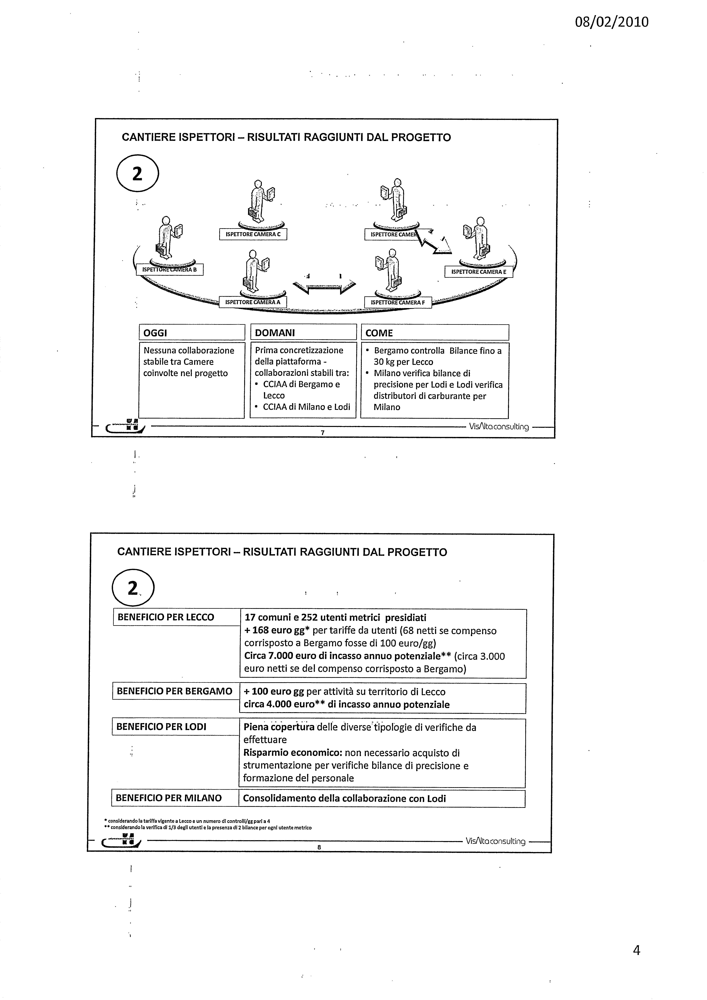 08/02/2010
CANTIERE ISPETTORI – RISULTATI RAGGIUNTI DAL PROGETTO
2
ISPETTORE CAMERA C
ISPETTORE CAMER
ISPETTORE CAMERA B
ISPETTORE CAMERA E
ISPETTORE CAMERA A
ISPETTORE CAMERA F
OGGI
Nessuna collaborazione
stabile tra Camere
coinvolte nel progetto
DOMANI
Prima concretizzazione
della piattaforma -
collaborazioni stabili tra:
• CCIAA di Bergamo e
Lecco
• CCIAA di Milano e Lodi
COME
• Bergamo controlla Bilance fino a
30 kg per Lecco
• Milano verifica bilance di
precisione per Lodi e Lodi verifica
distributori di carburante per
Milano
VisAltaconsulting
7
CANTIERE ISPETTORI – RISULTATI RAGGIUNTI DAL PROGETTO
2
BENEFICIO PER LECCO
17 comuni e 252 utenti metrici presidiati
+ 168 euro gg* per tariffe da utenti (68 netti se compenso
corrisposto a Bergamo fosse di 100 euro/gg)
Circa 7.000 euro di incasso annuo potenziale** (circa 3.000
euro netti se del compenso corrisposto a Bergamo)
BENEFICIO PER BERGAMO
+ 100 euro gg per attività su territorio di Lecco
circa 4.000 euro** di incasso annuo potenziale
BENEFICIO PER LODI
Piena copertura delle diverse tipologie di verifiche da
effettuare
Risparmio economico: non necessario acquisto di
strumentazione per verifiche bilance di precisione e
formazione del personale
BENEFICIO PER MILANO
Consolidamento della collaborazione con Lodi
* considerando la tariffa vigente a Lecco e un numero di controlli/gg pari a 4
** considerando la verifica di 1/3 degli utenti e la presenza di 2 bilance per ogni utente metrico
VisAltaconsulting
8
4